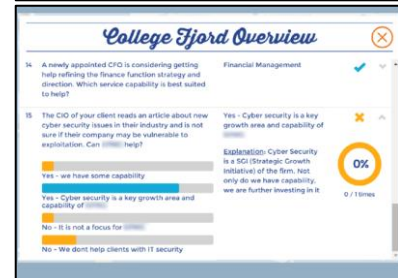 College Fjord Overview
14 A newly appointed CFO is considering getting Financial Management
help refining the finance function strategy and
direction. Which service capability is best suited
to help?
15 The CIO of your client reads an article about new Yes - Cyber security is a key
cyber security issues in their industry and is not growth area and capability of
sure if their company may be vulnerable to
exploitation. Can help?
Explanation: Cyber Security
is a SGI (Strategic Growth
Initiative) of the firm. Not
only do we have capability,
we are further investing in it
0%
0 / 1 times
Yes - we have some capability
Yes - Cyber security is a key growth area and
capability of
No - It is not a focus for
No - We dont help clients with IT security